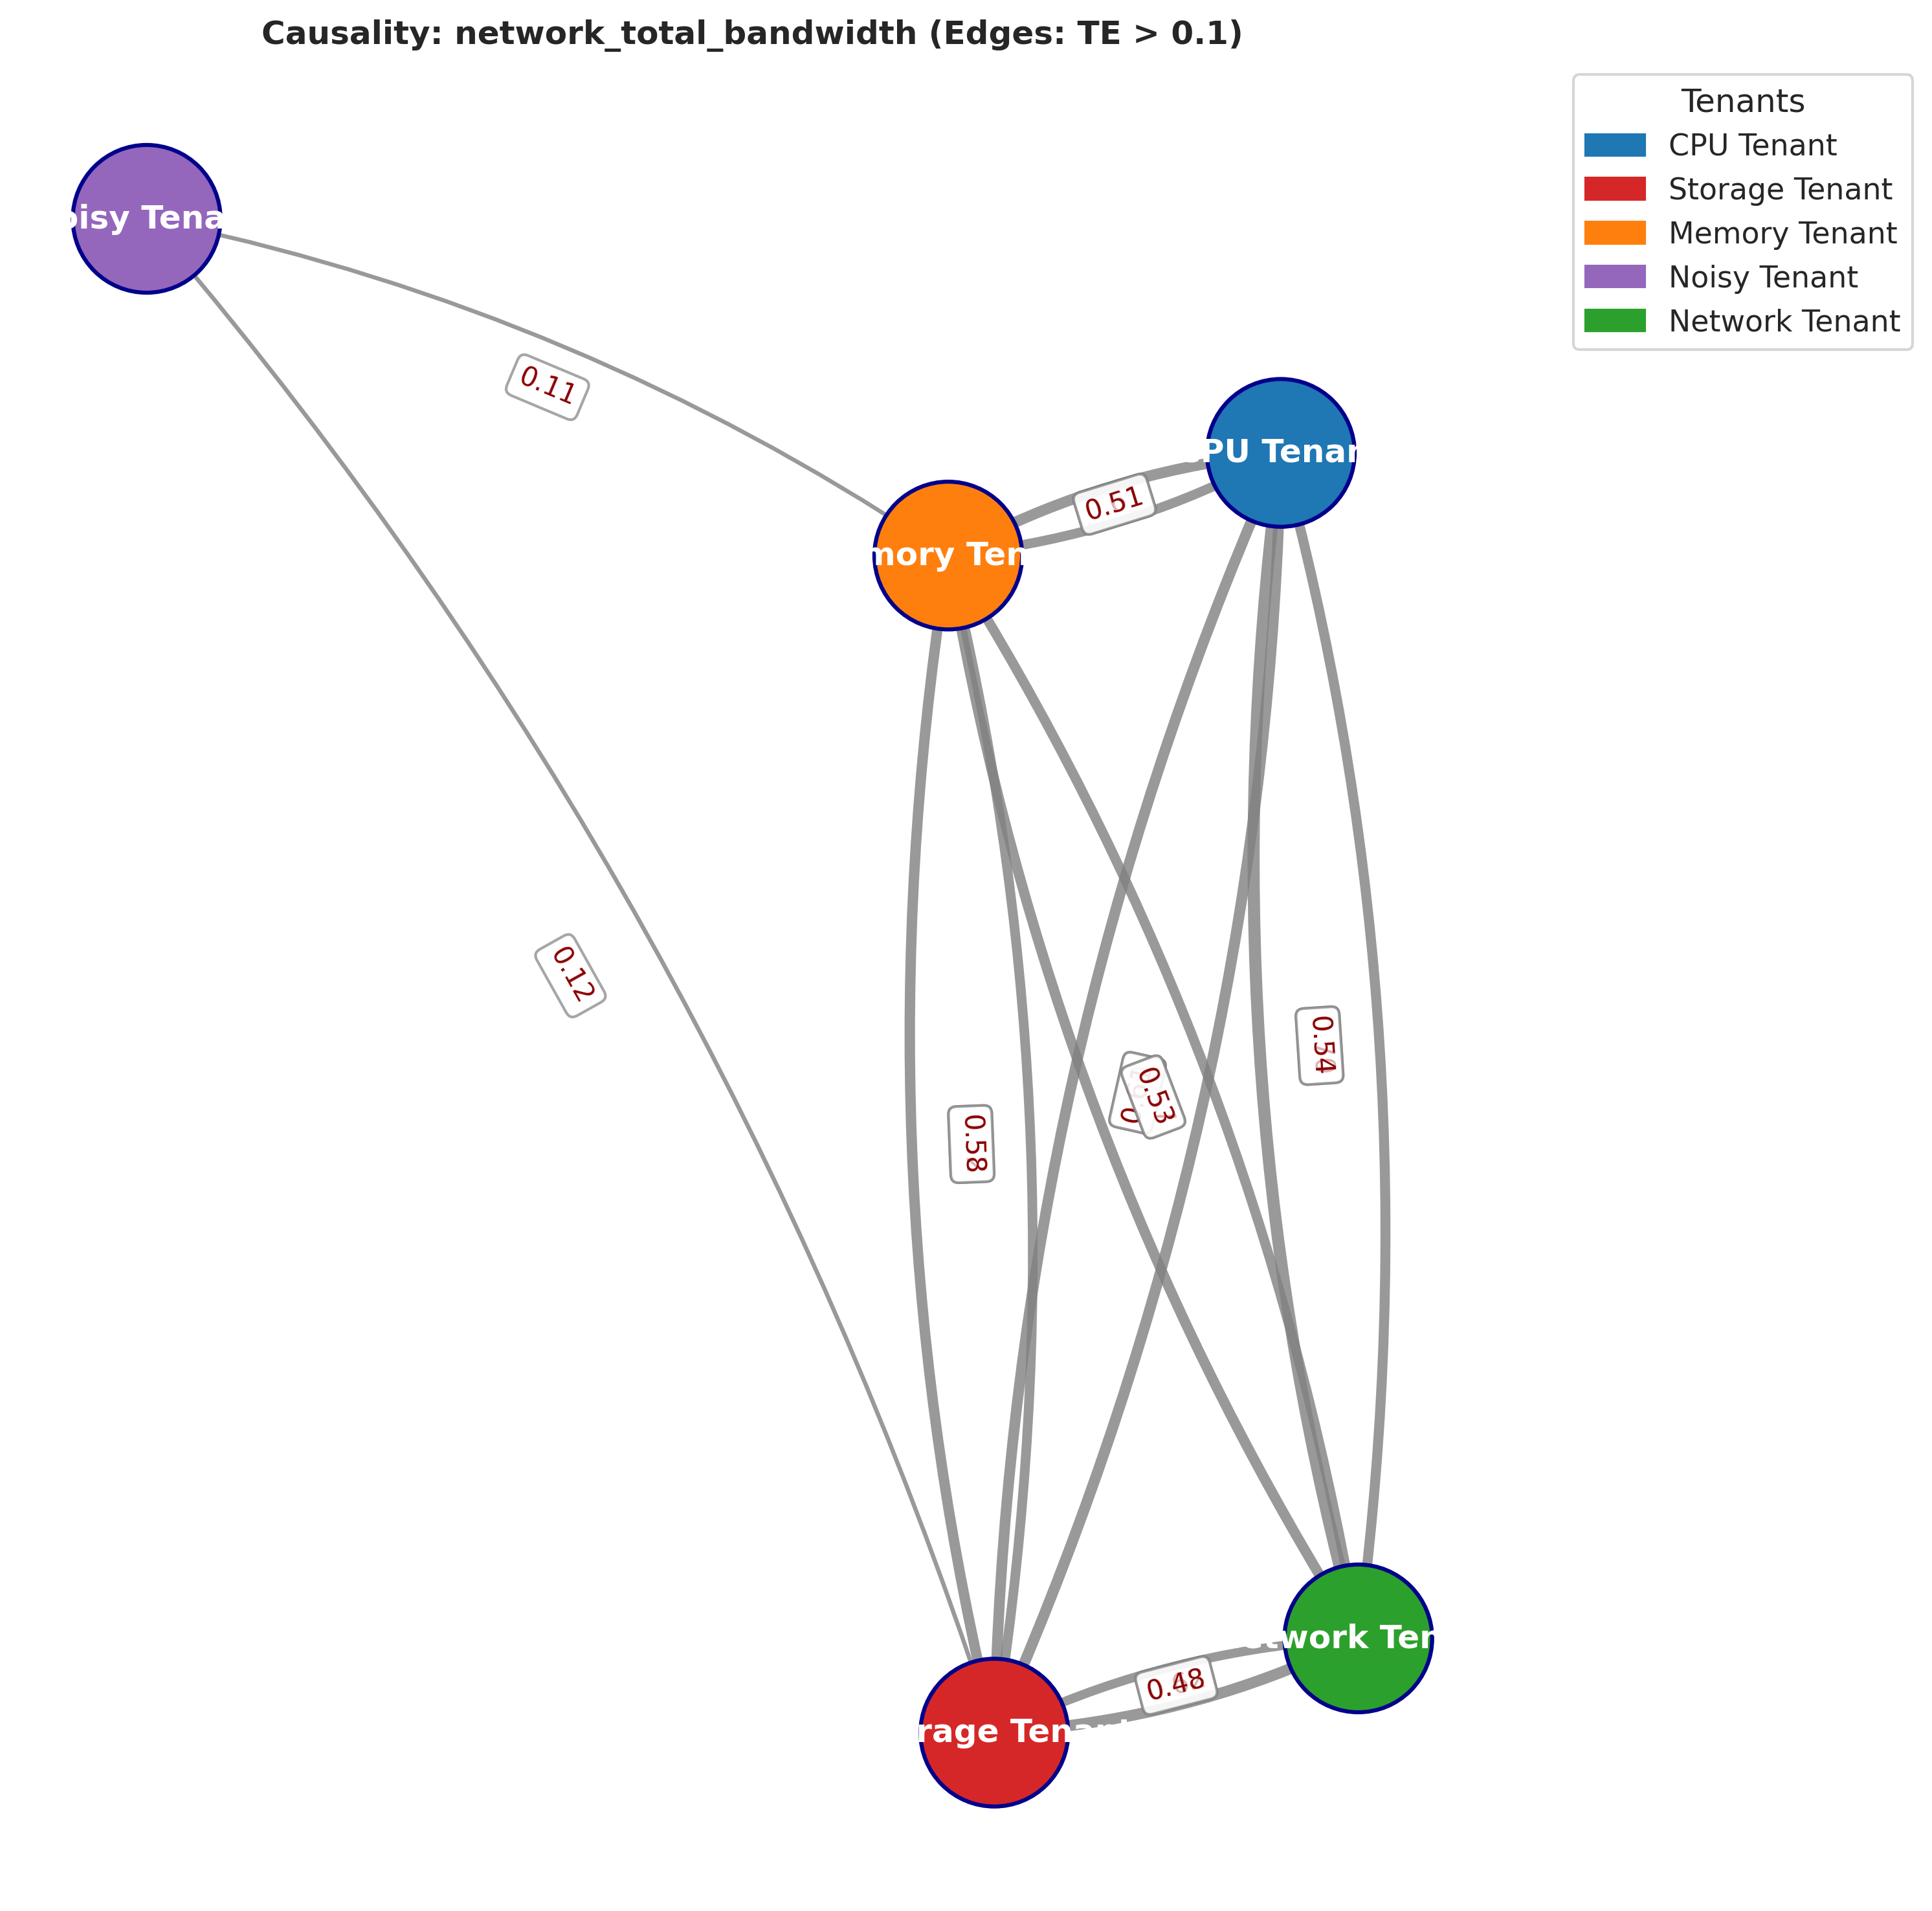 Causality: network_total_bandwidth (Edges: TE > 0.1)
Tenants
CPU Tenant
Storage Tenant
Memory Tenant
Noisy Tenant
Network Tenant
oisy Tena
0.11
PU Tenan
0.51
mory Ten
0.12
0.54
0.53
0.58
twork Ten
0.48
rage Tenant